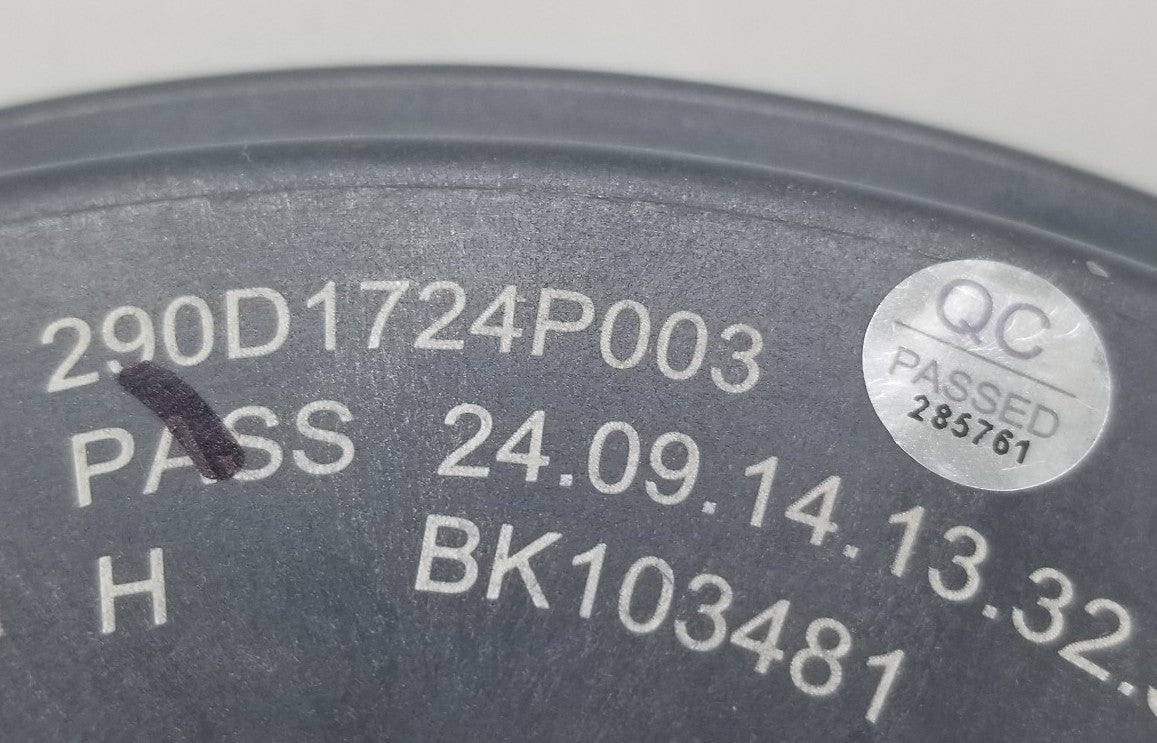 290D1724P003
PASS 24.09.14.13.32.
H BK103481
QC
PASSED
285761